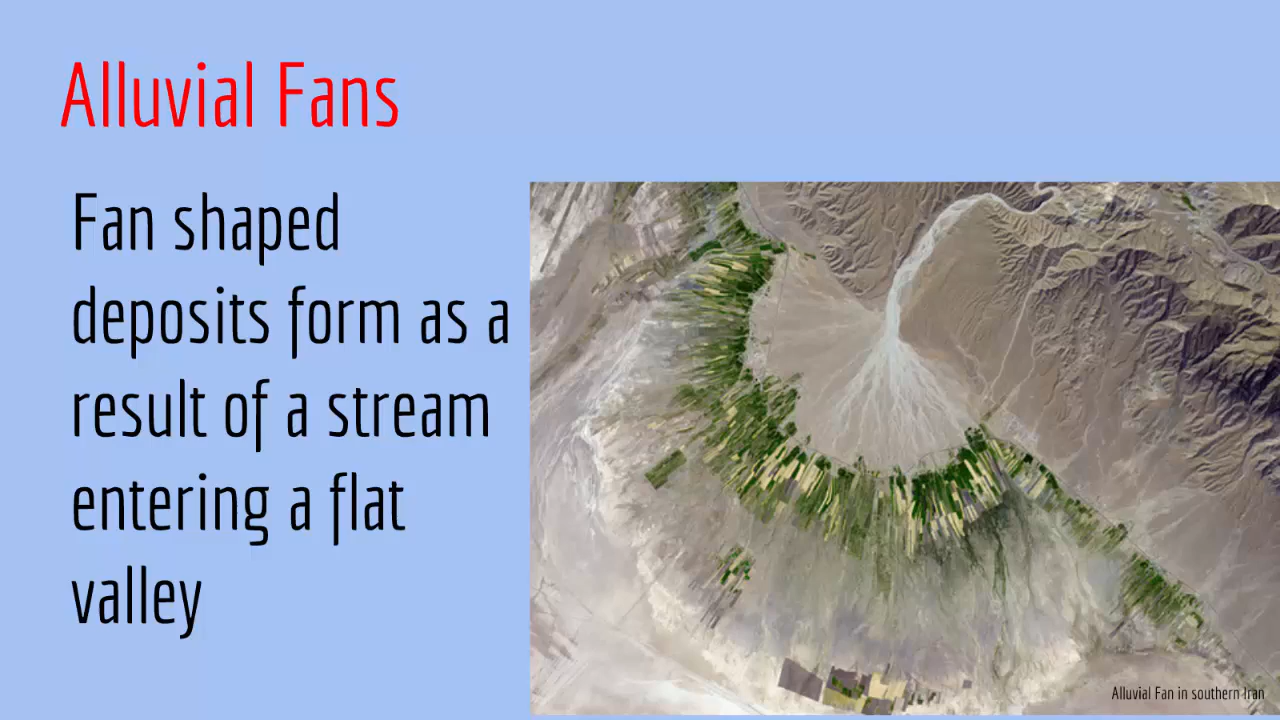 Alluvial Fans
Fan shaped
deposits form as a
result of a stream
entering a flat
valley
Alluvial Fan in southern Iran